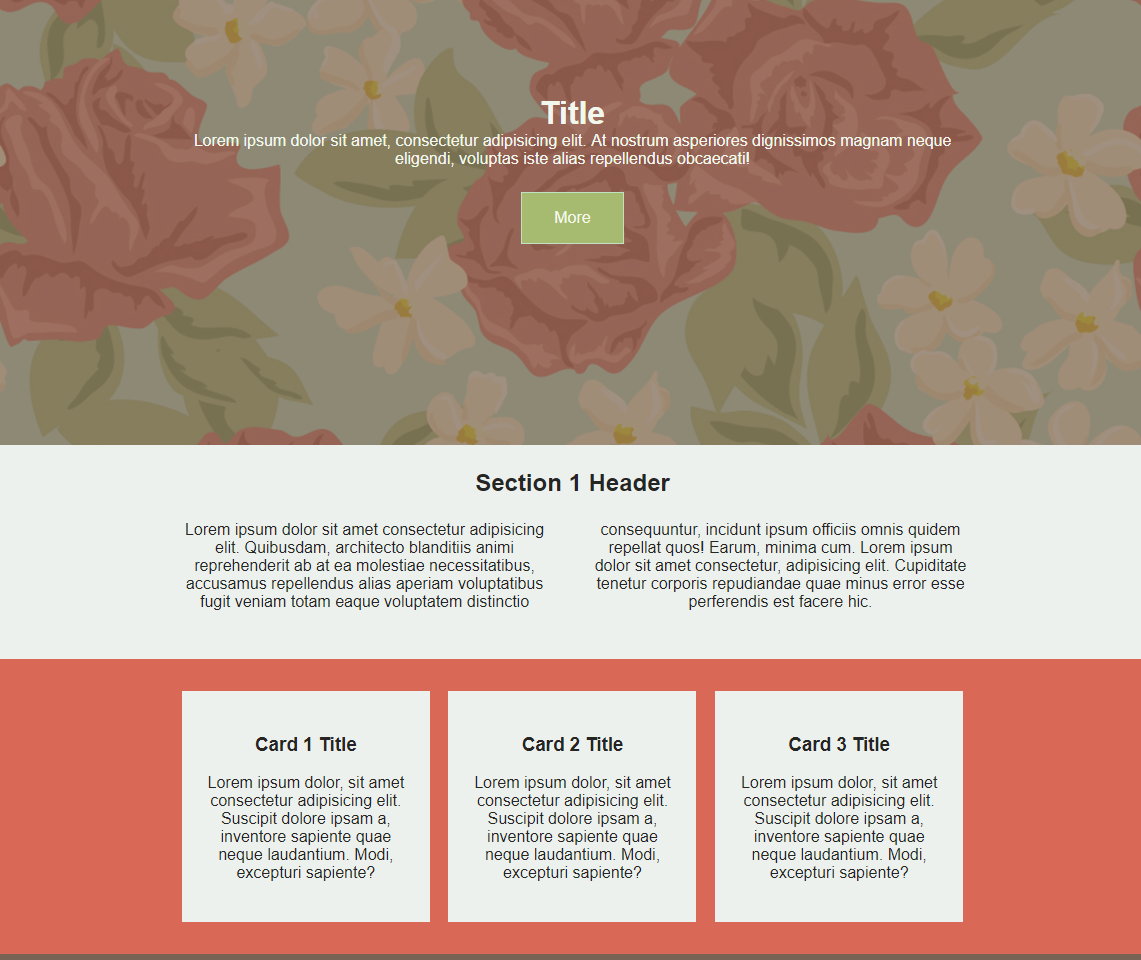 Title
Lorem ipsum dolor sit amet, consectetur adipisicing elit. At nostrum asperiores dignissimos magnam neque
eligendi, voluptas iste alias repellendus obcaecati!
More
Section 1 Header
Lorem ipsum dolor sit amet consectetur adipisicing
elit. Quibusdam, architecto blanditiis animi
reprehenderit ab at ea molestiae necessitatibus,
accusamus repellendus alias aperiam voluptatibus
fugit veniam totam eaque voluptatem distinctio
consequuntur, incidunt ipsum officiis omnis quidem
repellat quos! Earum, minima cum. Lorem ipsum
dolor sit amet consectetur, adipisicing elit. Cupiditate
tenetur corporis repudiandae quae minus error esse
perferendis est facere hic.
Card 1 Title
Lorem ipsum dolor, sit amet
consectetur adipisicing elit.
Suscipit dolore ipsam a,
inventore sapiente quae
neque laudantium. Modi,
excepturi sapiente?
Card 2 Title
Lorem ipsum dolor, sit amet
consectetur adipisicing elit.
Suscipit dolore ipsam a,
inventore sapiente quae
neque laudantium. Modi,
excepturi sapiente?
Card 3 Title
Lorem ipsum dolor, sit amet
consectetur adipisicing elit.
Suscipit dolore ipsam a,
inventore sapiente quae
neque laudantium. Modi,
excepturi sapiente?